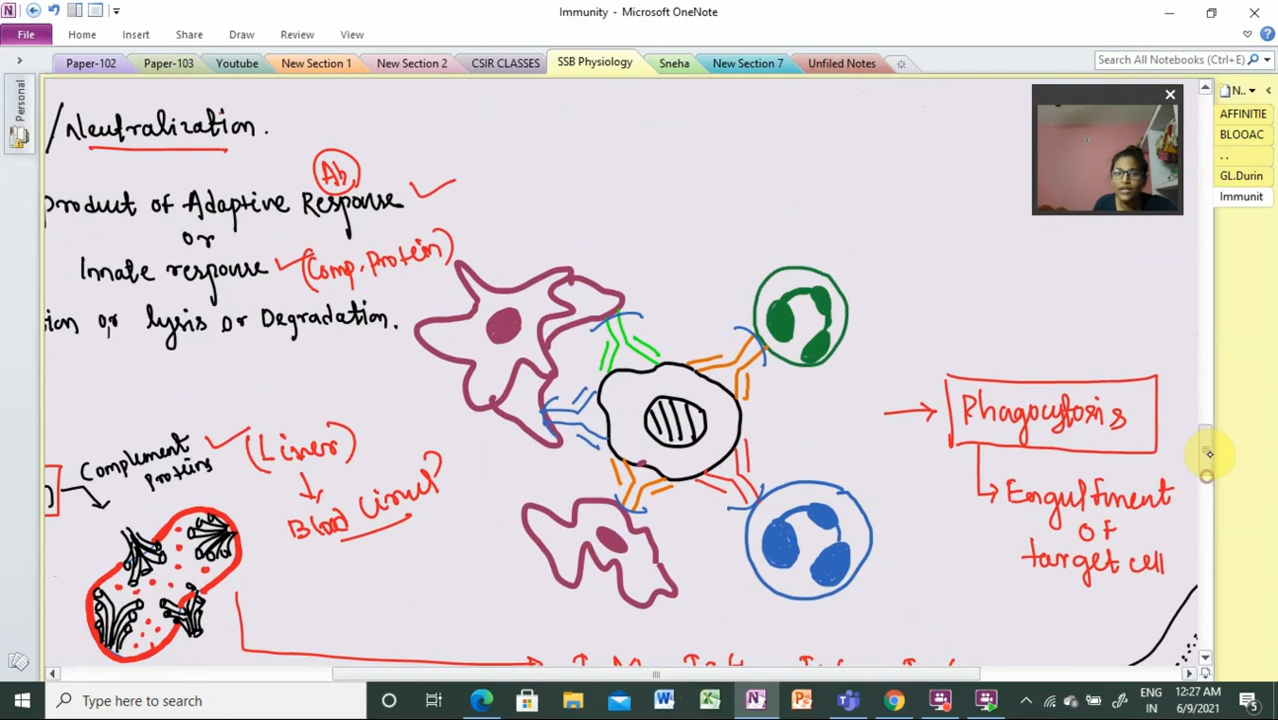 Immunity - Microsoft OneNote
File Home Insert Share Draw Review View
Paper-102 Paper-103 Youtube New Section 1 New Section 2 CSIR CLASSES SSB Physiology Sneha New Section 7 Unfiled Notes
Search All Notebooks (Ctrl+E)
Personal
N..
AFFINITIE
BLOOAC
. .
GL.Durin
Immunit
/Neutralization.
Ab
product of Adaptive Response
or
Innate response (Comp. Protein)
tion or lysis or Degradation.
Phagocytosis
Engulfment
of
target cell
Complement
proteins
(Liver)
Blood
Type here to search
ENG
IN
12:27 AM
6/9/2021
5